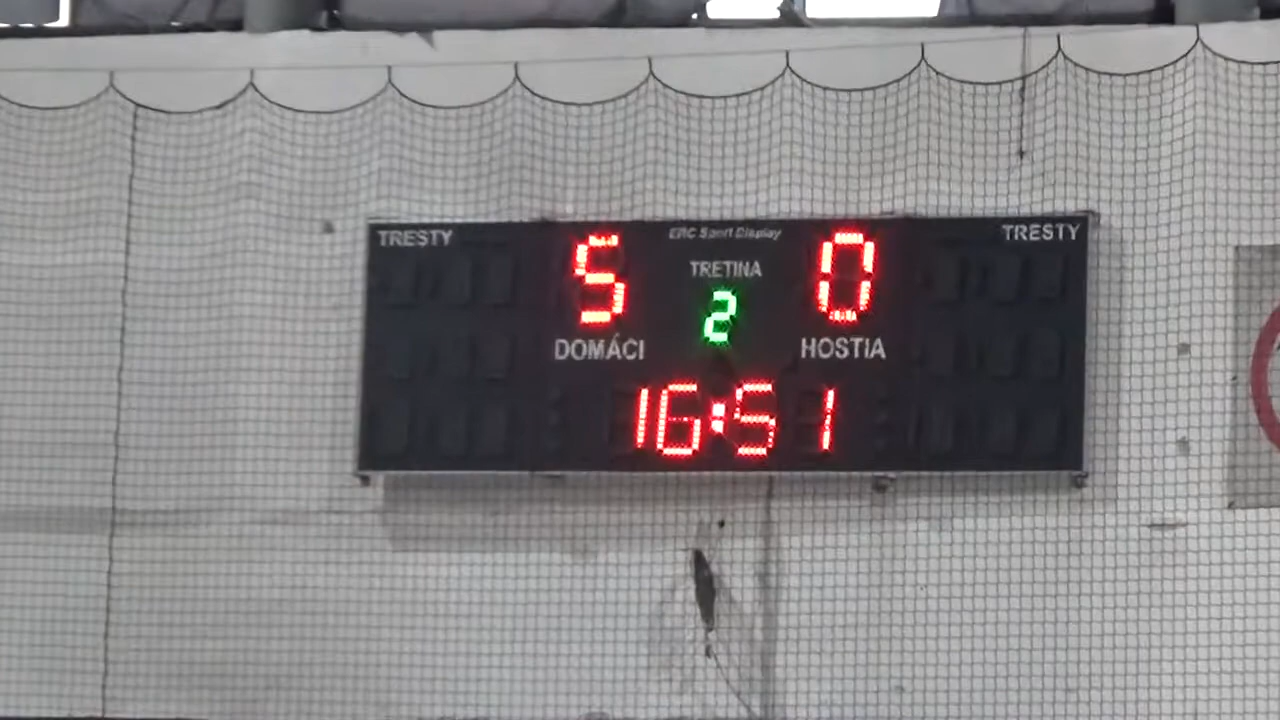 TRESTY
ERC Sport Display
TRESTY
5
TRETINA
0
2
DOMÁCI
HOSTIA
16:51